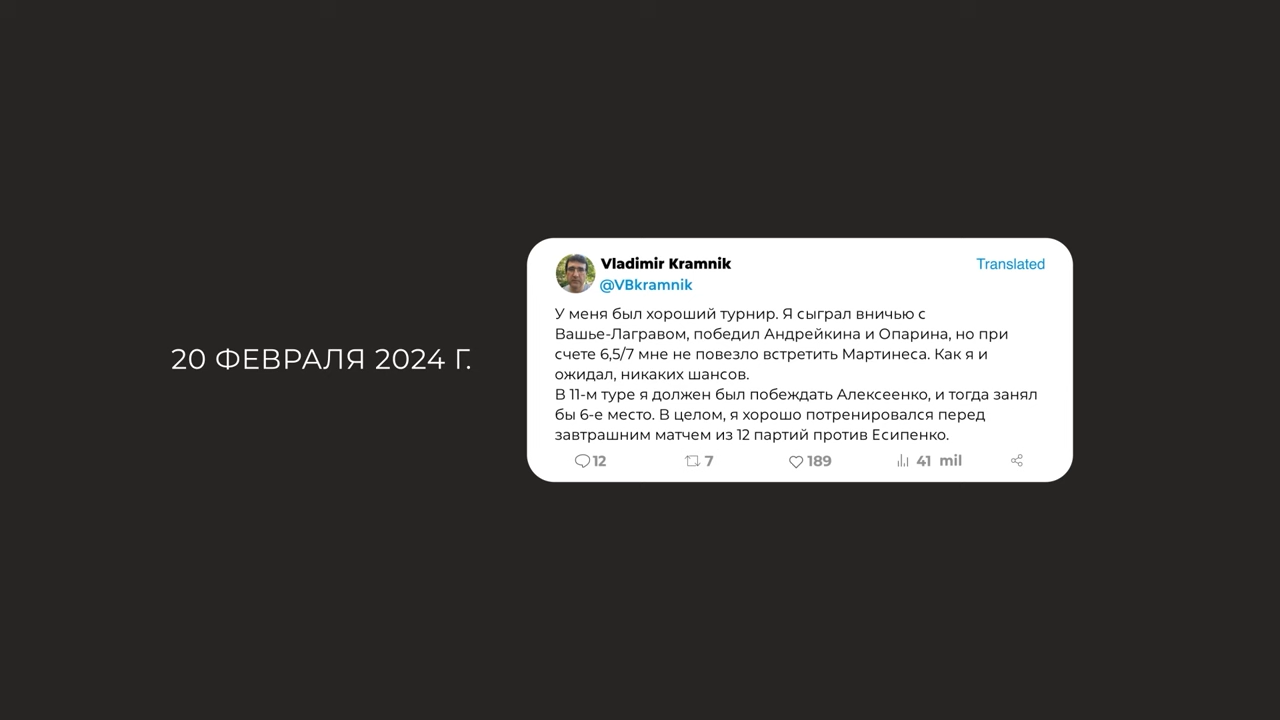 20 ФЕВРАЛЯ 2024 Г.
Vladimir Kramnik
Translated
@VBkramnik
У меня был хороший турнир. Я сыграл вничью с
Вашье-Лагравом, победил Андрейкина и Опарина, но при
счете 6,5/7 мне не повезло встретить Мартинеса. Как я и
ожидал, никаких шансов.
В 11-м туре я должен был побеждать Алексеенко, и тогда занял
бы 6-е место. В целом, я хорошо потренировался перед
завтрашним матчем из 12 партий против Есипенко.
12 7 189 41 mil